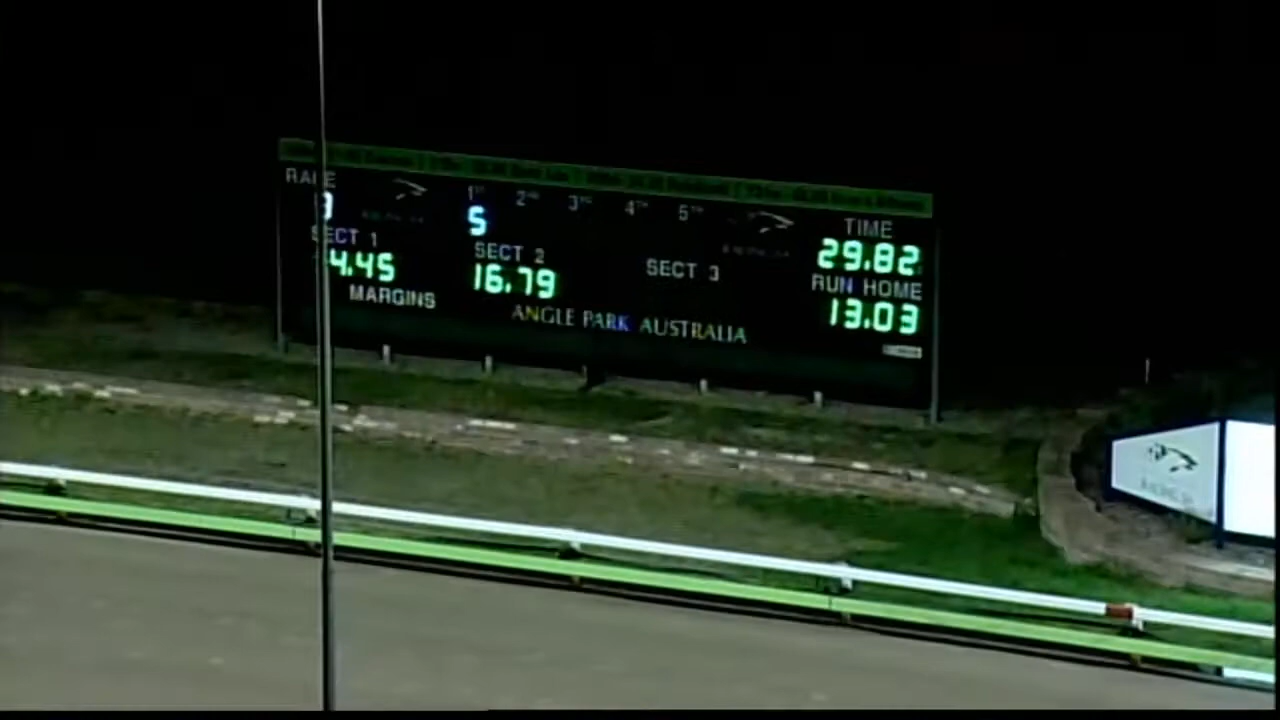 RACE
1ST 2ND 3RD 4TH 5TH
TIME
5
29.82
SECT 1 SECT 2 SECT 3
RUN HOME
4.45 16.79
13.03
MARGINS
ANGLE PARK AUSTRALIA